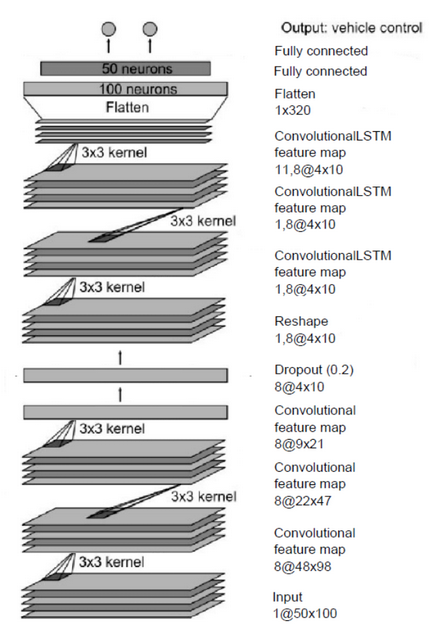 Output: vehicle control
Fully connected
50 neurons
Fully connected
100 neurons
Flatten
Flatten
1x320
ConvolutionalLSTM
3x3 kernel
feature map
11,8@4x10
ConvolutionalLSTM
feature map
3x3 kernel
1,8@4x10
ConvolutionalLSTM
feature map
3x3 kernel
1,8@4x10
Reshape
1,8@4x10
Dropout (0.2)
8@4x10
Convolutional
feature map
3x3 kernel
8@9x21
Convolutional
feature map
3x3 kernel
8@22x47
Convolutional
feature map
3x3 kernel
8@48x98
Input
1@50x100